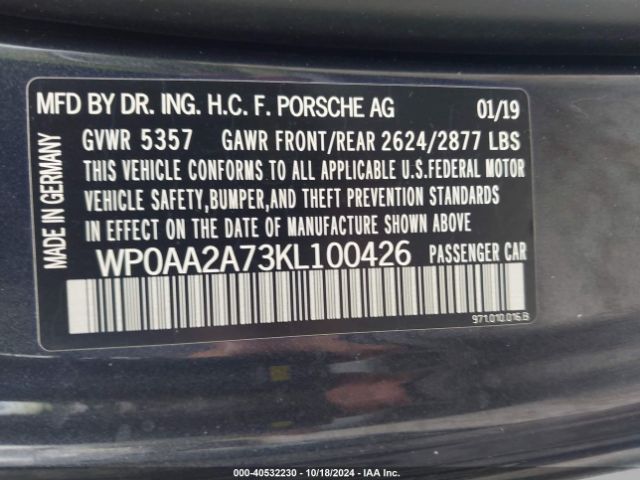 MFD BY DR. ING. H.C. F. PORSCHE AG 01/19
GVWR 5357 GAWR FRONT/REAR 2624/2877 LBS
THIS VEHICLE CONFORMS TO ALL APPLICABLE U.S.FEDERAL MOTOR
VEHICLE SAFETY,BUMPER,AND THEFT PREVENTION STANDARDS
IN EFFECT ON THE DATE OF MANUFACTURE SHOWN ABOVE
WP0AA2A73KL100426 PASSENGER CAR
MADE IN GERMANY
971.010.016.B
000-40532230 - 10/18/2024 - IAA Inc.